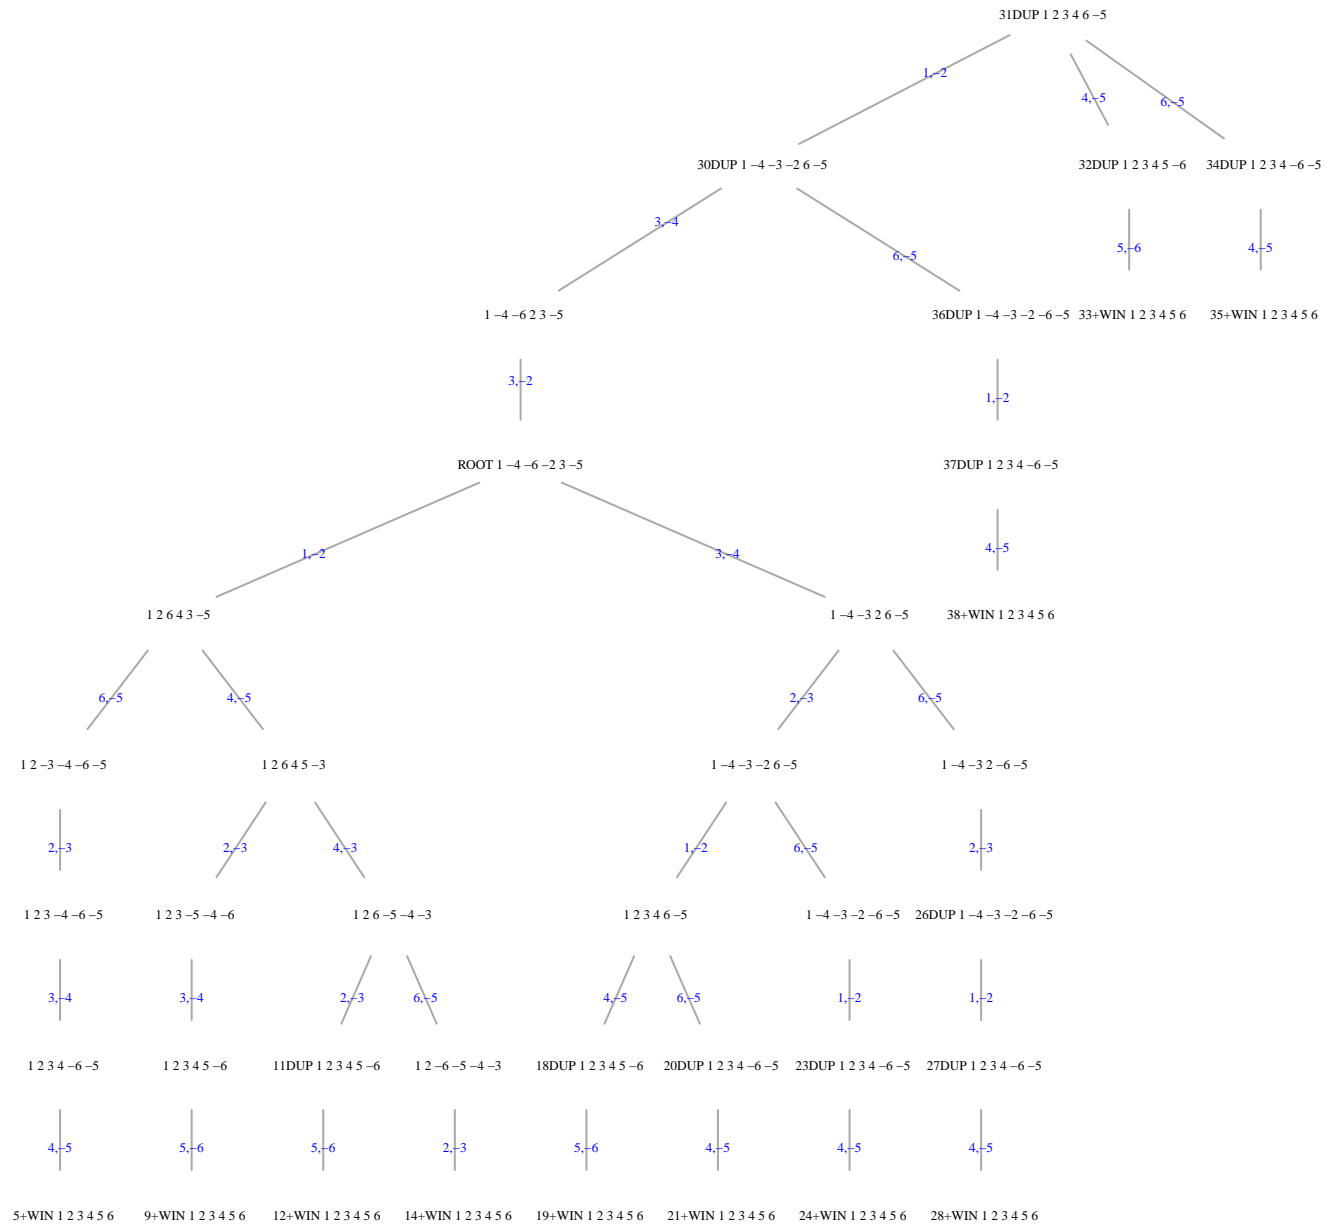 31DUP 1 2 3 4 6 −5
1,−2
4,−5
6,−5
30DUP 1 −4 −3 −2 6 −5
32DUP 1 2 3 4 5 −6
34DUP 1 2 3 4 −6 −5
3,−4
6,−5
5,−6
4,−5
1 −4 −6 2 3 −5
36DUP 1 −4 −3 −2 −6 −5
33+WIN 1 2 3 4 5 6
35+WIN 1 2 3 4 5 6
3,−2
1,−2
ROOT 1 −4 −6 −2 3 −5
37DUP 1 2 3 4 −6 −5
1,−2
3,−4
4,−5
1 2 6 4 3 −5
1 −4 −3 2 6 −5
38+WIN 1 2 3 4 5 6
6,−5
4,−5
2,−3
6,−5
1 2 −3 −4 −6 −5
1 2 6 4 5 −3
1 −4 −3 −2 6 −5
1 −4 −3 2 −6 −5
2,−3
2,−3
4,−3
1,−2
6,−5
2,−3
1 2 3 −4 −6 −5
1 2 3 −5 −4 −6
1 2 6 −5 −4 −3
1 2 3 4 6 −5
1 −4 −3 −2 −6 −5
26DUP 1 −4 −3 −2 −6 −5
3,−4
3,−4
2,−3
6,−5
4,−5
6,−5
1,−2
1,−2
1 2 3 4 −6 −5
1 2 3 4 5 −6
11DUP 1 2 3 4 5 −6
1 2 −6 −5 −4 −3
18DUP 1 2 3 4 5 −6
20DUP 1 2 3 4 −6 −5
23DUP 1 2 3 4 −6 −5
27DUP 1 2 3 4 −6 −5
4,−5
5,−6
5,−6
2,−3
5,−6
4,−5
4,−5
4,−5
5+WIN 1 2 3 4 5 6
9+WIN 1 2 3 4 5 6
12+WIN 1 2 3 4 5 6
14+WIN 1 2 3 4 5 6
19+WIN 1 2 3 4 5 6
21+WIN 1 2 3 4 5 6
24+WIN 1 2 3 4 5 6
28+WIN 1 2 3 4 5 6